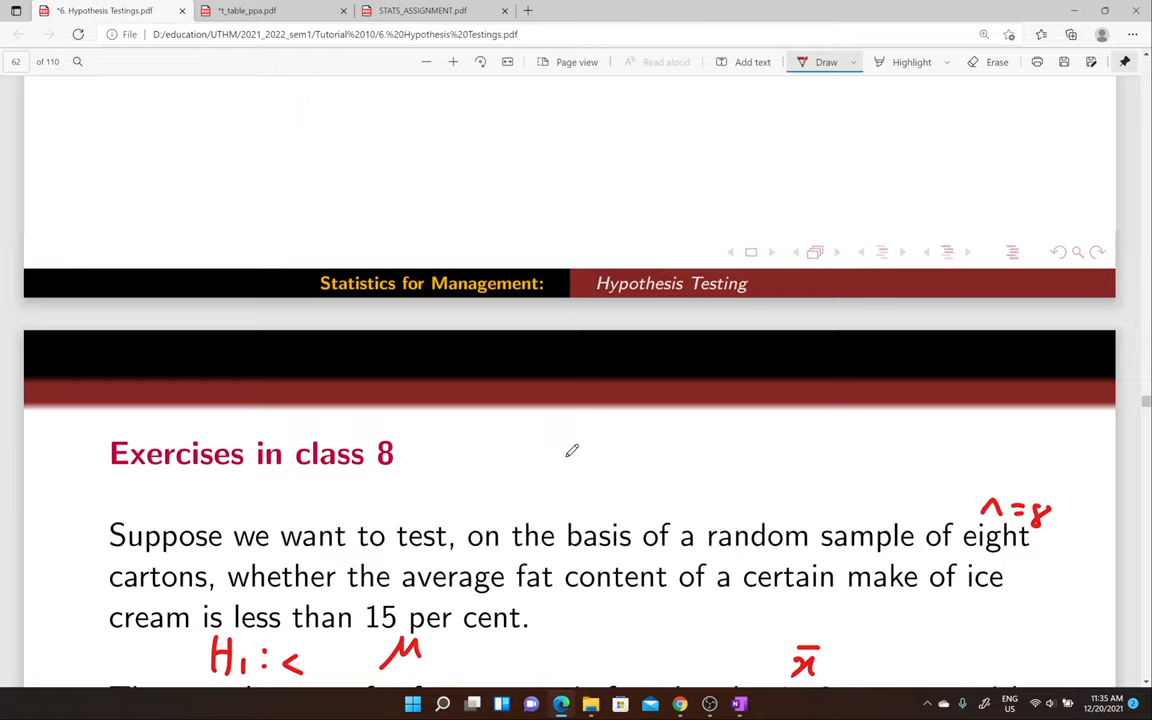 *6. Hypothesis Testings.pdf
*t_table_ppa.pdf
STATS_ASSIGNMENT.pdf
File
D:/education/UTHM/2021_2022_sem1/Tutorial%2010/6.%20Hypothesis%20Testings.pdf
62 of 110
Page view
Read aloud
Add text
Draw
Highlight
Erase
Statistics for Management: Hypothesis Testing
Exercises in class 8
n = 8
Suppose we want to test, on the basis of a random sample of eight
cartons, whether the average fat content of a certain make of ice
cream is less than 15 per cent.
H₁ : < μ x̄
ENG
US
11:35 AM
12/20/2021
2